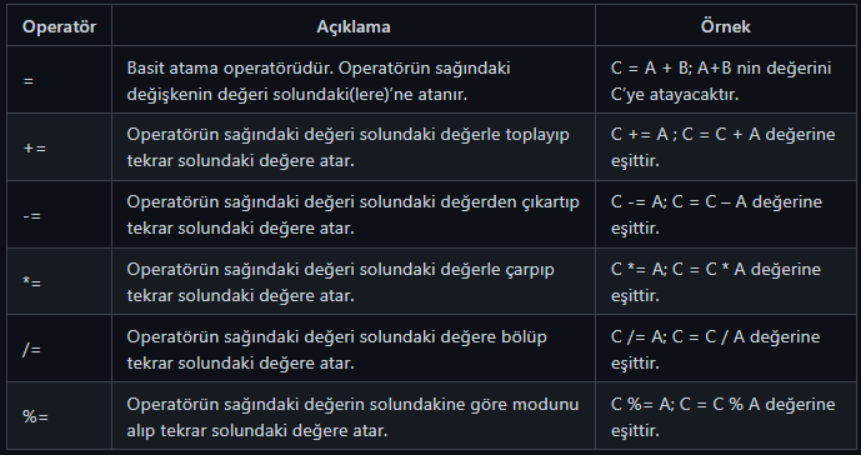 Operatör Açıklama Örnek
= Basit atama operatörüdür. Operatörün sağındaki değişkenin değeri solundaki(lere)’ne atanır. C = A + B; A+B nin değerini C’ye atayacaktır.
+= Operatörün sağındaki değeri solundaki değerle toplayıp tekrar solundaki değere atar. C += A ; C = C + A değerine eşittir.
-= Operatörün sağındaki değeri solundaki değerden çıkartıp tekrar solundaki değere atar. C -= A; C = C – A değerine eşittir.
*= Operatörün sağındaki değeri solundaki değerle çarpıp tekrar solundaki değere atar. C *= A; C = C * A değerine eşittir.
/= Operatörün sağındaki değeri solundaki değere bölüp tekrar solundaki değere atar. C /= A; C = C / A değerine eşittir.
%= Operatörün sağındaki değerin solundakine göre modunu alıp tekrar solundaki değere atar. C %= A; C = C % A değerine eşittir.